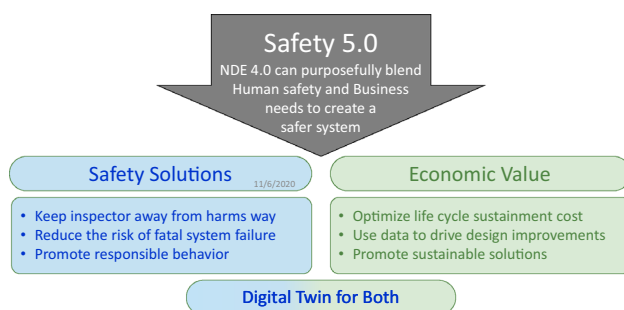 Safety 5.0
NDE 4.0 can purposefully blend
Human safety and Business
needs to create a
safer system
Safety Solutions
11/6/2020
• Keep inspector away from harms way
• Reduce the risk of fatal system failure
• Promote responsible behavior
Economic Value
• Optimize life cycle sustainment cost
• Use data to drive design improvements
• Promote sustainable solutions
Digital Twin for Both